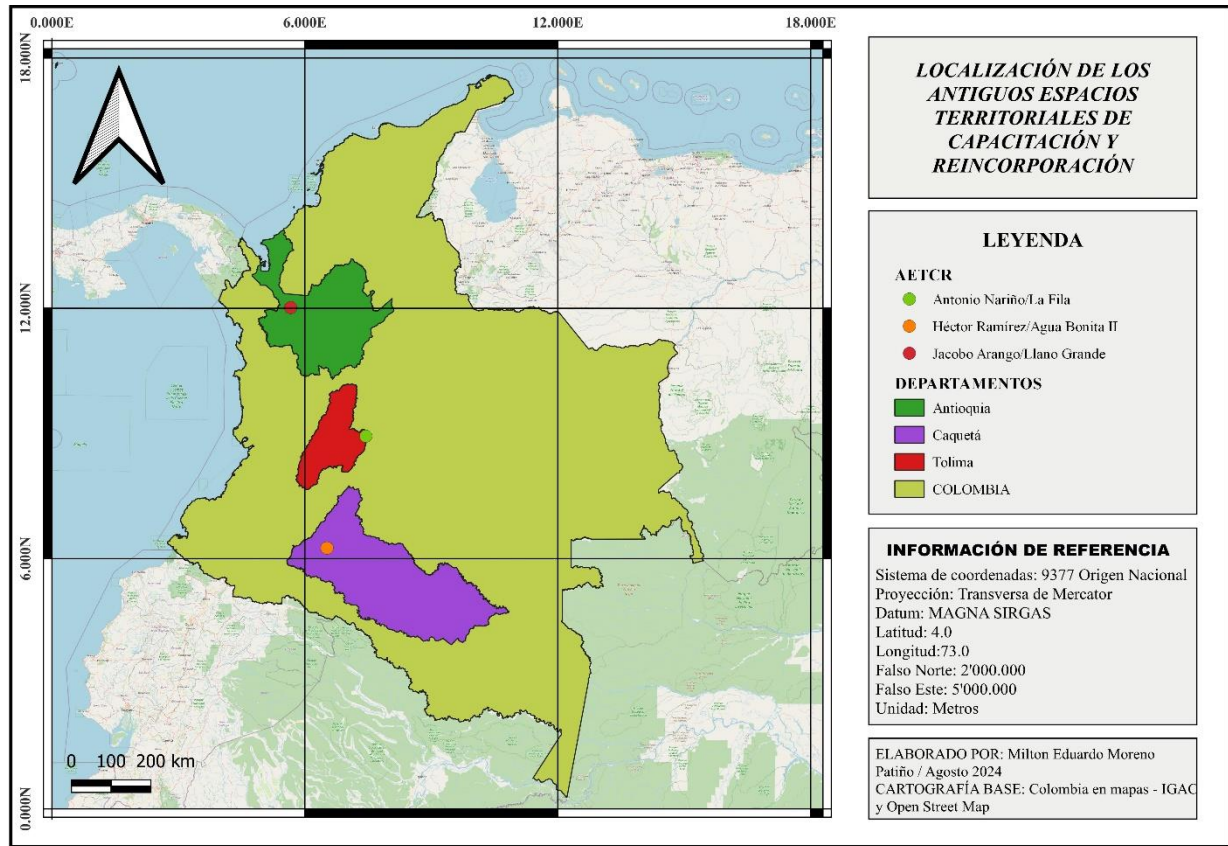 0.000E 6.000E 12.000E 18.000E
18.000N
12.000N
6.000N
0.000N
0 100 200 km
LOCALIZACIÓN DE LOS
ANTIGUOS ESPACIOS
TERRITORIALES DE
CAPACITACIÓN Y
REINCORPORACIÓN
LEYENDA
AETCR
Antonio Nariño/La Fila
Héctor Ramírez/Agua Bonita II
Jacobo Arango/Llano Grande
DEPARTAMENTOS
Antioquia
Caquetá
Tolima
COLOMBIA
INFORMACIÓN DE REFERENCIA
Sistema de coordenadas: 9377 Origen Nacional
Proyección: Transversa de Mercator
Datum: MAGNA SIRGAS
Latitud: 4.0
Longitud:73.0
Falso Norte: 2'000.000
Falso Este: 5'000.000
Unidad: Metros
ELABORADO POR: Milton Eduardo Moreno
Patiño / Agosto 2024
CARTOGRAFÍA BASE: Colombia en mapas - IGAC
y Open Street Map